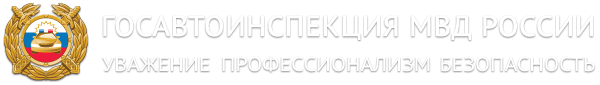 ГОСАВТОИНСПЕКЦИЯ МВД РОССИИ
УВАЖЕНИЕ ПРОФЕССИОНАЛИЗМ БЕЗОПАСНОСТЬ